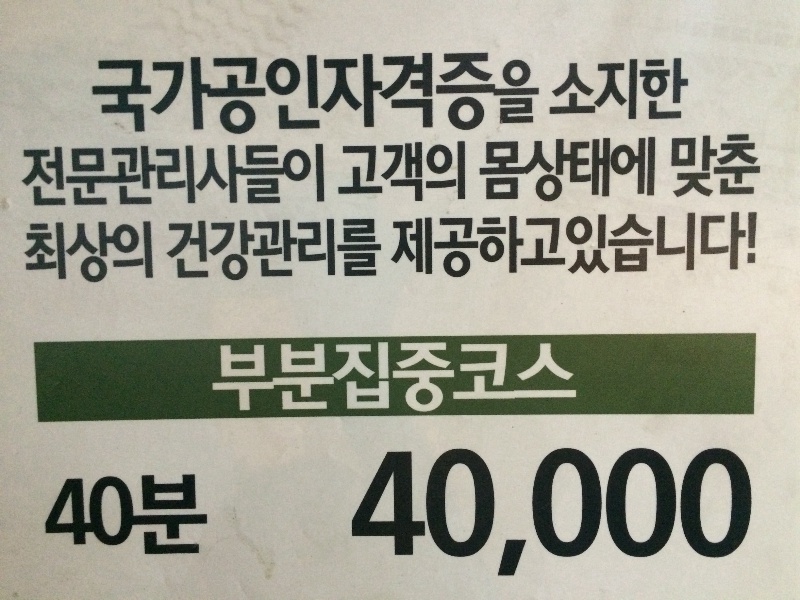 국가공인자격증을 소지한
전문관리사들이 고객의 몸상태에 맞춘
최상의 건강관리를 제공하고있습니다!
부분집중코스
40분 40,000